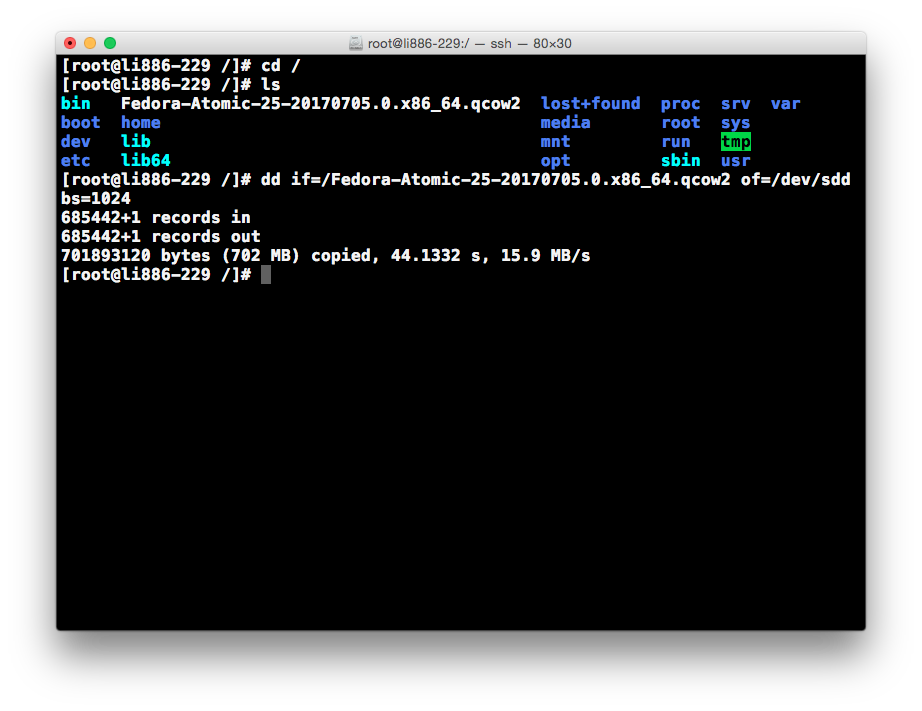 root@li886-229:/ — ssh — 80×30
[root@li886-229 /]# cd /
[root@li886-229 /]# ls
bin   Fedora-Atomic-25-20170705.0.x86_64.qcow2  lost+found  proc  srv  var
boot  home                                      media       root  sys
dev   lib                                       mnt         run   tmp
etc   lib64                                     opt         sbin  usr
[root@li886-229 /]# dd if=/Fedora-Atomic-25-20170705.0.x86_64.qcow2 of=/dev/sdd
bs=1024
685442+1 records in
685442+1 records out
701893120 bytes (702 MB) copied, 44.1332 s, 15.9 MB/s
[root@li886-229 /]#